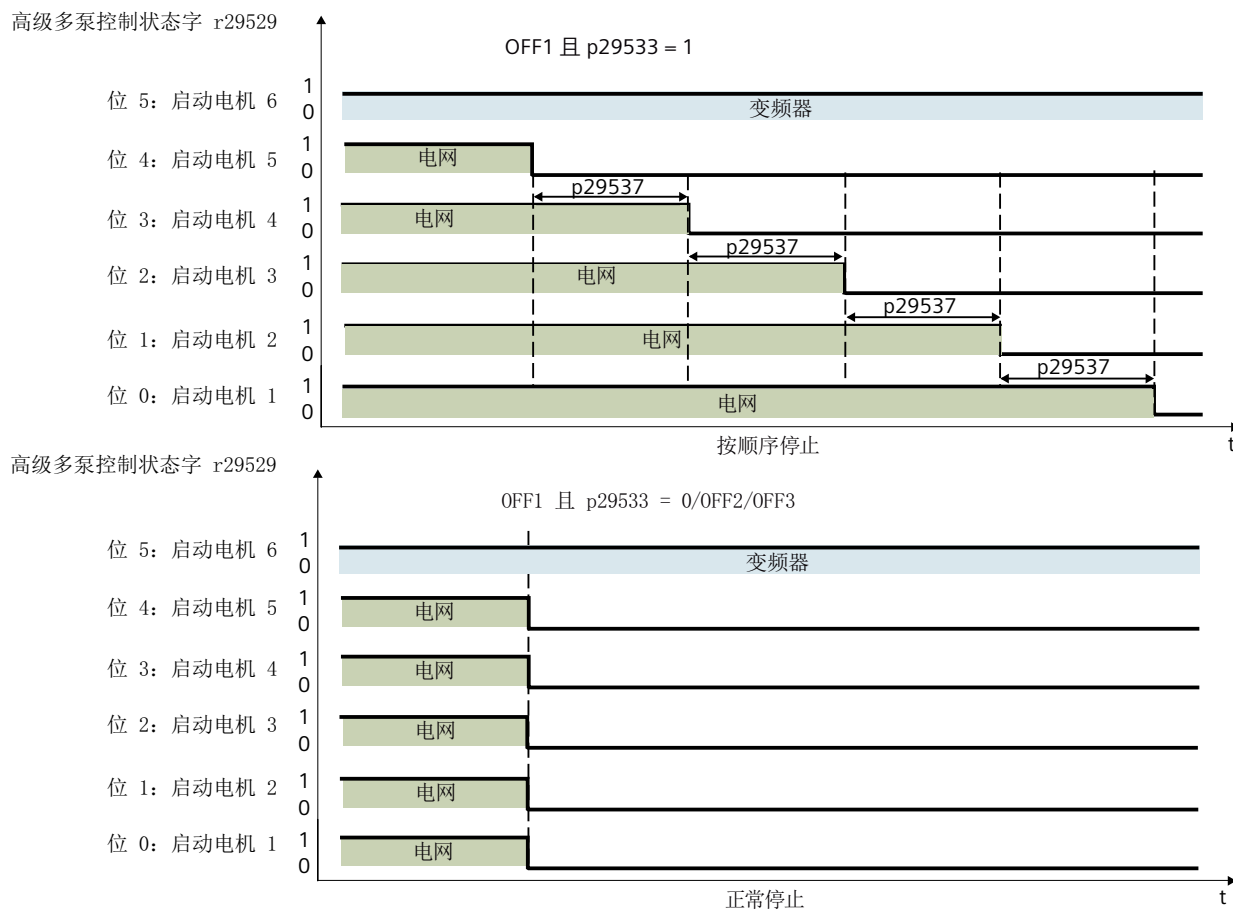 高级多泵控制状态字 r29529
OFF1 且 p29533 = 1
位 5: 启动电机 6
1
0
变频器
位 4: 启动电机 5
1
0
电网
p29537
位 3: 启动电机 4
1
0
电网
p29537
位 2: 启动电机 3
1
0
电网
p29537
位 1: 启动电机 2
1
0
电网
p29537
位 0: 启动电机 1
1
0
电网
按顺序停止
t
高级多泵控制状态字 r29529
OFF1 且 p29533 = 0/OFF2/OFF3
位 5: 启动电机 6
1
0
变频器
位 4: 启动电机 5
1
0
电网
位 3: 启动电机 4
1
0
电网
位 2: 启动电机 3
1
0
电网
位 1: 启动电机 2
1
0
电网
位 0: 启动电机 1
1
0
电网
正常停止
t